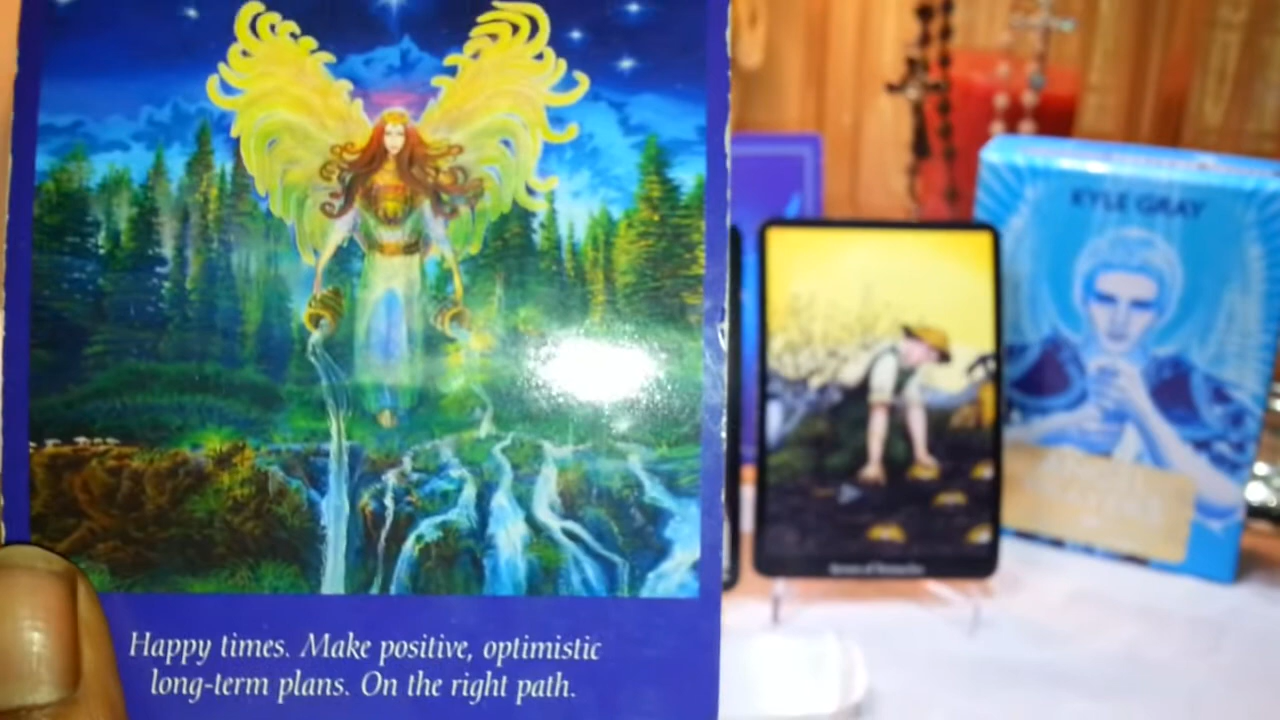 Happy times. Make positive, optimistic
long-term plans. On the right path.
KYLE GRAY